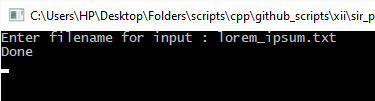 C:\Users\HP\Desktop\Folders\scripts\cpp\github_scripts\xii\sir_p
Enter filename for input : lorem_ipsum.txt
Done